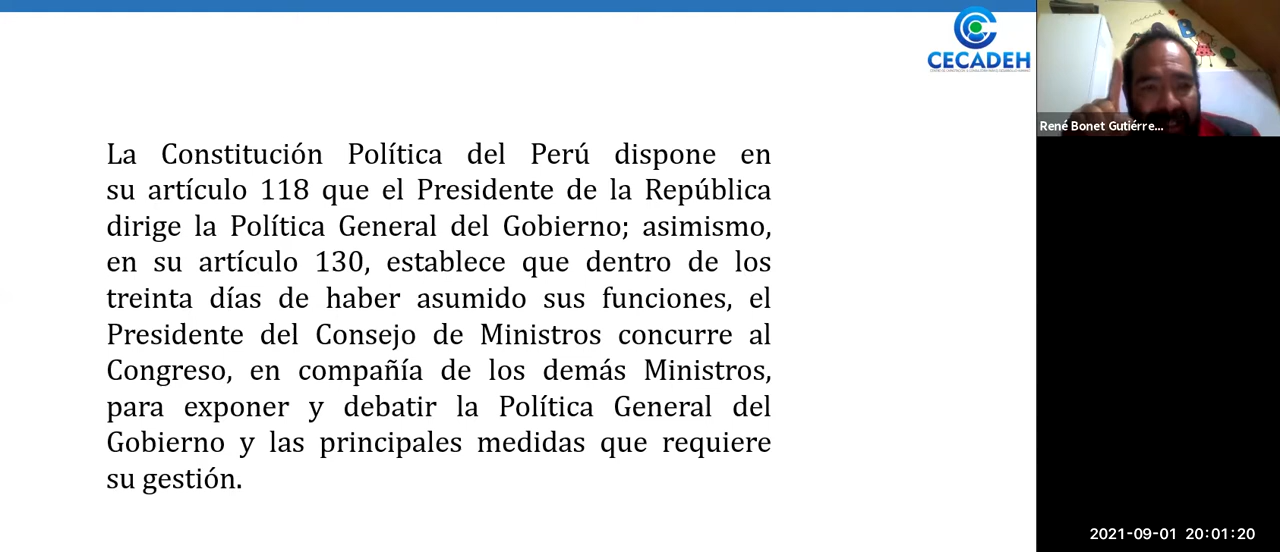 CECADEH
René Bonet Gutiérre...
La Constitución Política del Perú dispone en
su artículo 118 que el Presidente de la República
dirige la Política General del Gobierno; asimismo,
en su artículo 130, establece que dentro de los
treinta días de haber asumido sus funciones, el
Presidente del Consejo de Ministros concurre al
Congreso, en compañía de los demás Ministros,
para exponer y debatir la Política General del
Gobierno y las principales medidas que requiere
su gestión.
2021-09-01 20:01:20